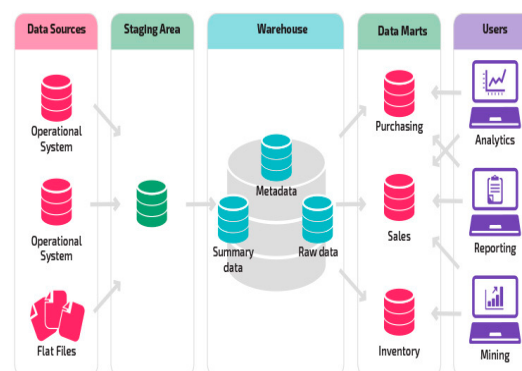 Data Sources
Staging Area
Warehouse
Data Marts
Users
Operational
System
Operational
System
Flat Files
Metadata
Summary
data
Raw data
Purchasing
Sales
Inventory
Analytics
Reporting
Mining